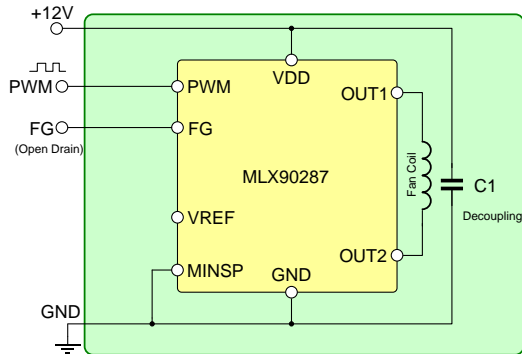 +12V
VDD
PWM
PWM
OUT1
FG
(Open Drain)
FG
MLX90287
Fan Coil
C1
Decoupling
VREF
OUT2
MINSP
GND
GND